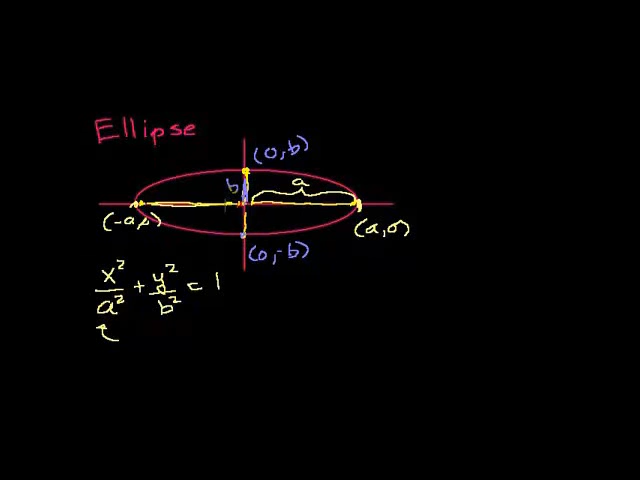 Ellipse
(0,b)
b
a
(-a,0)
(a,0)
(0,-b)
x²/a² + y²/b² = 1